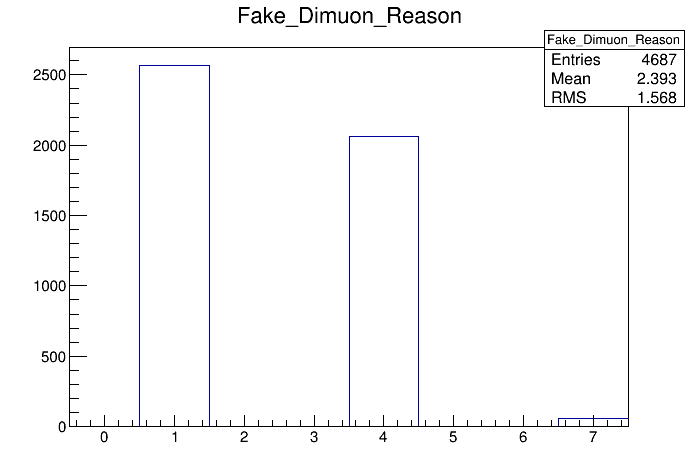 Fake_Dimuon_Reason
Fake_Dimuon_Reason
Entries 4687
Mean 2.393
RMS 1.568
2500
2000
1500
1000
500
0
0 1 2 3 4 5 6 7